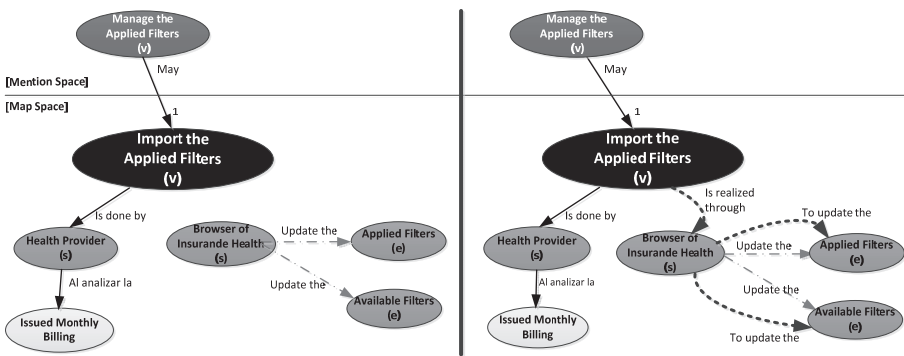 Manage the
Applied Filters
(v)
May
[Mention Space]
[Map Space]
1
Import the
Applied Filters
(v)
Is done by
Health Provider
(s)
Al analizar la
Issued Monthly
Billing
Browser of
Insurande Health
(s)
Update the
Applied Filters
(e)
Update the
Available Filters
(e)
Manage the
Applied Filters
(v)
May
1
Import the
Applied Filters
(v)
Is realized
through
Is done by
To update the
Health Provider
(s)
Browser of
Insurande Health
(s)
Update the
Applied Filters
(e)
Al analizar la
Update the
Issued Monthly
Billing
Available Filters
(e)
To update the